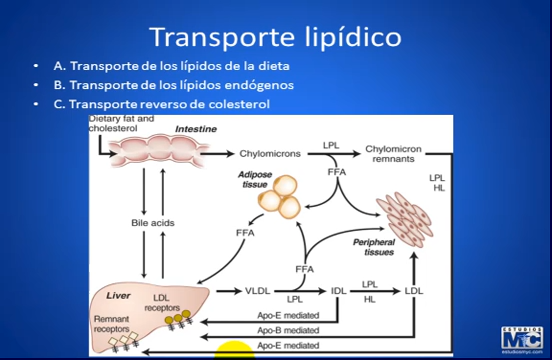 Transporte lipídico
• A. Transporte de los lípidos de la dieta
• B. Transporte de los lípidos endógenos
• C. Transporte reverso de colesterol
Dietary fat and
cholesterol
Intestine
Chylomicrons
LPL
Chylomicron
remnants
FFA
LPL
HL
Adipose
tissue
Bile acids
FFA
Peripheral
tissues
FFA
Liver
LDL
receptors
Remnant
receptors
VLDL
LPL
IDL
LPL
HL
LDL
Apo-E mediated
Apo-B mediated
Apo-E mediated
ESTUDIOS
MyC
estudiosmyc.com